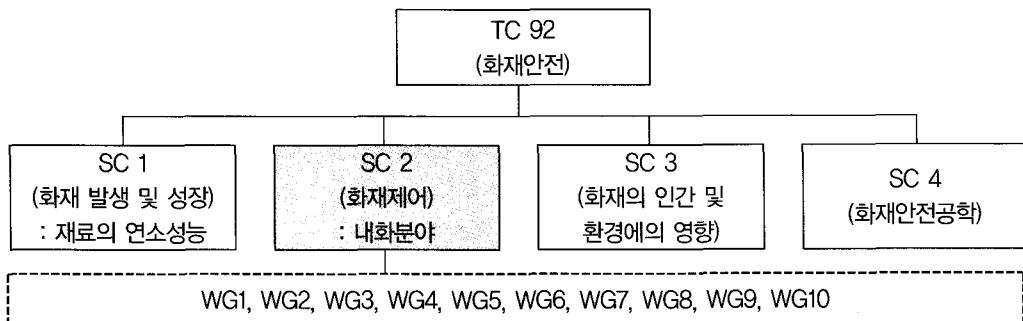 TC 92
(화재안전)
SC 1
(화재 발생 및 성장)
: 재료의 연소성능
SC 2
(화재제어)
: 내화분야
SC 3
(화재의 인간 및
환경에의 영향)
SC 4
(화재안전공학)
WG1, WG2, WG3, WG4, WG5, WG6, WG7, WG8, WG9, WG10